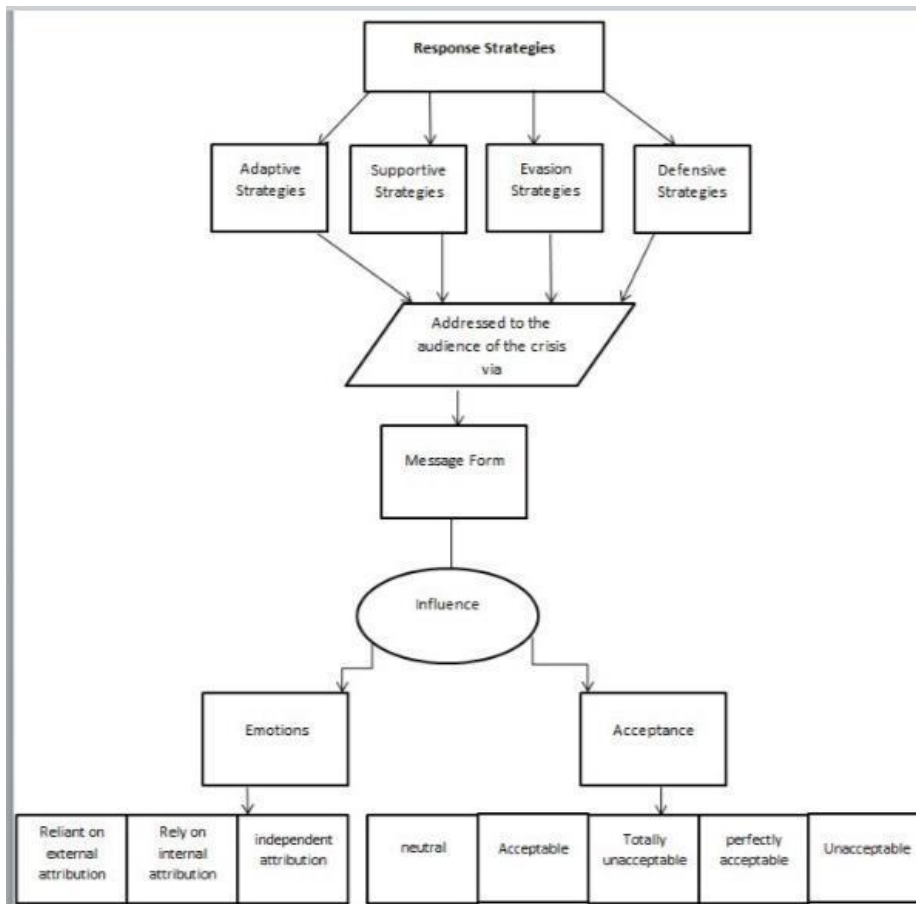 Response Strategies
Adaptive
Strategies
Supportive
Strategies
Evasion
Strategies
Defensive
Strategies
Addressed to the
audience of the crisis
via
Message Form
Influence
Emotions
Acceptance
Reliant on
external
attribution
Rely on
internal
attribution
independent
attribution
neutral
Acceptable
Totally
unacceptable
perfectly
acceptable
Unacceptable